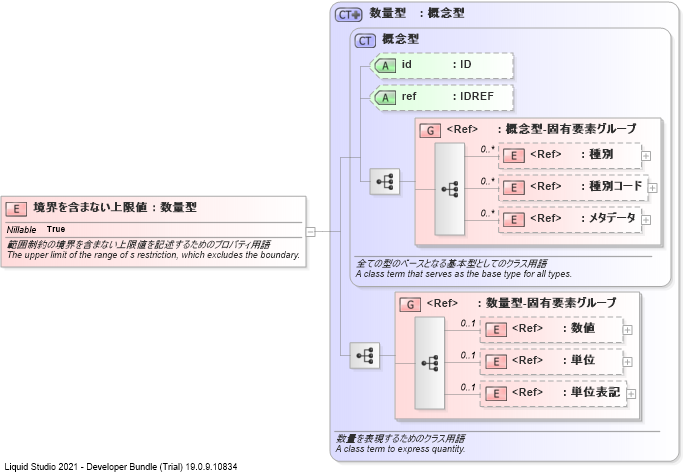 CT 数量型 : 概念型
CT 概念型
A id : ID
A ref : IDREF
G <Ref> : 概念型-固有要素グループ
0..* E <Ref> : 種別
0..* E <Ref> : 種別コード
0..* E <Ref> : メタデータ
E 境界を含まない上限値 : 数量型
Nillable True
範囲制約の境界を含まない上限値を記述するためのプロパティ用語
The upper limit of the range of s restriction, which excludes the boundary.
全ての型のベースとなる基本型としてのクラス用語
A class term that serves as the base type for all types.
G <Ref> : 数量型-固有要素グループ
0..1 E <Ref> : 数値
0..1 E <Ref> : 単位
0..1 E <Ref> : 単位表記
数量を表現するためのクラス用語
A class term to express quantity.
Liquid Studio 2021 - Developer Bundle (Trial) 19.0.9.10834